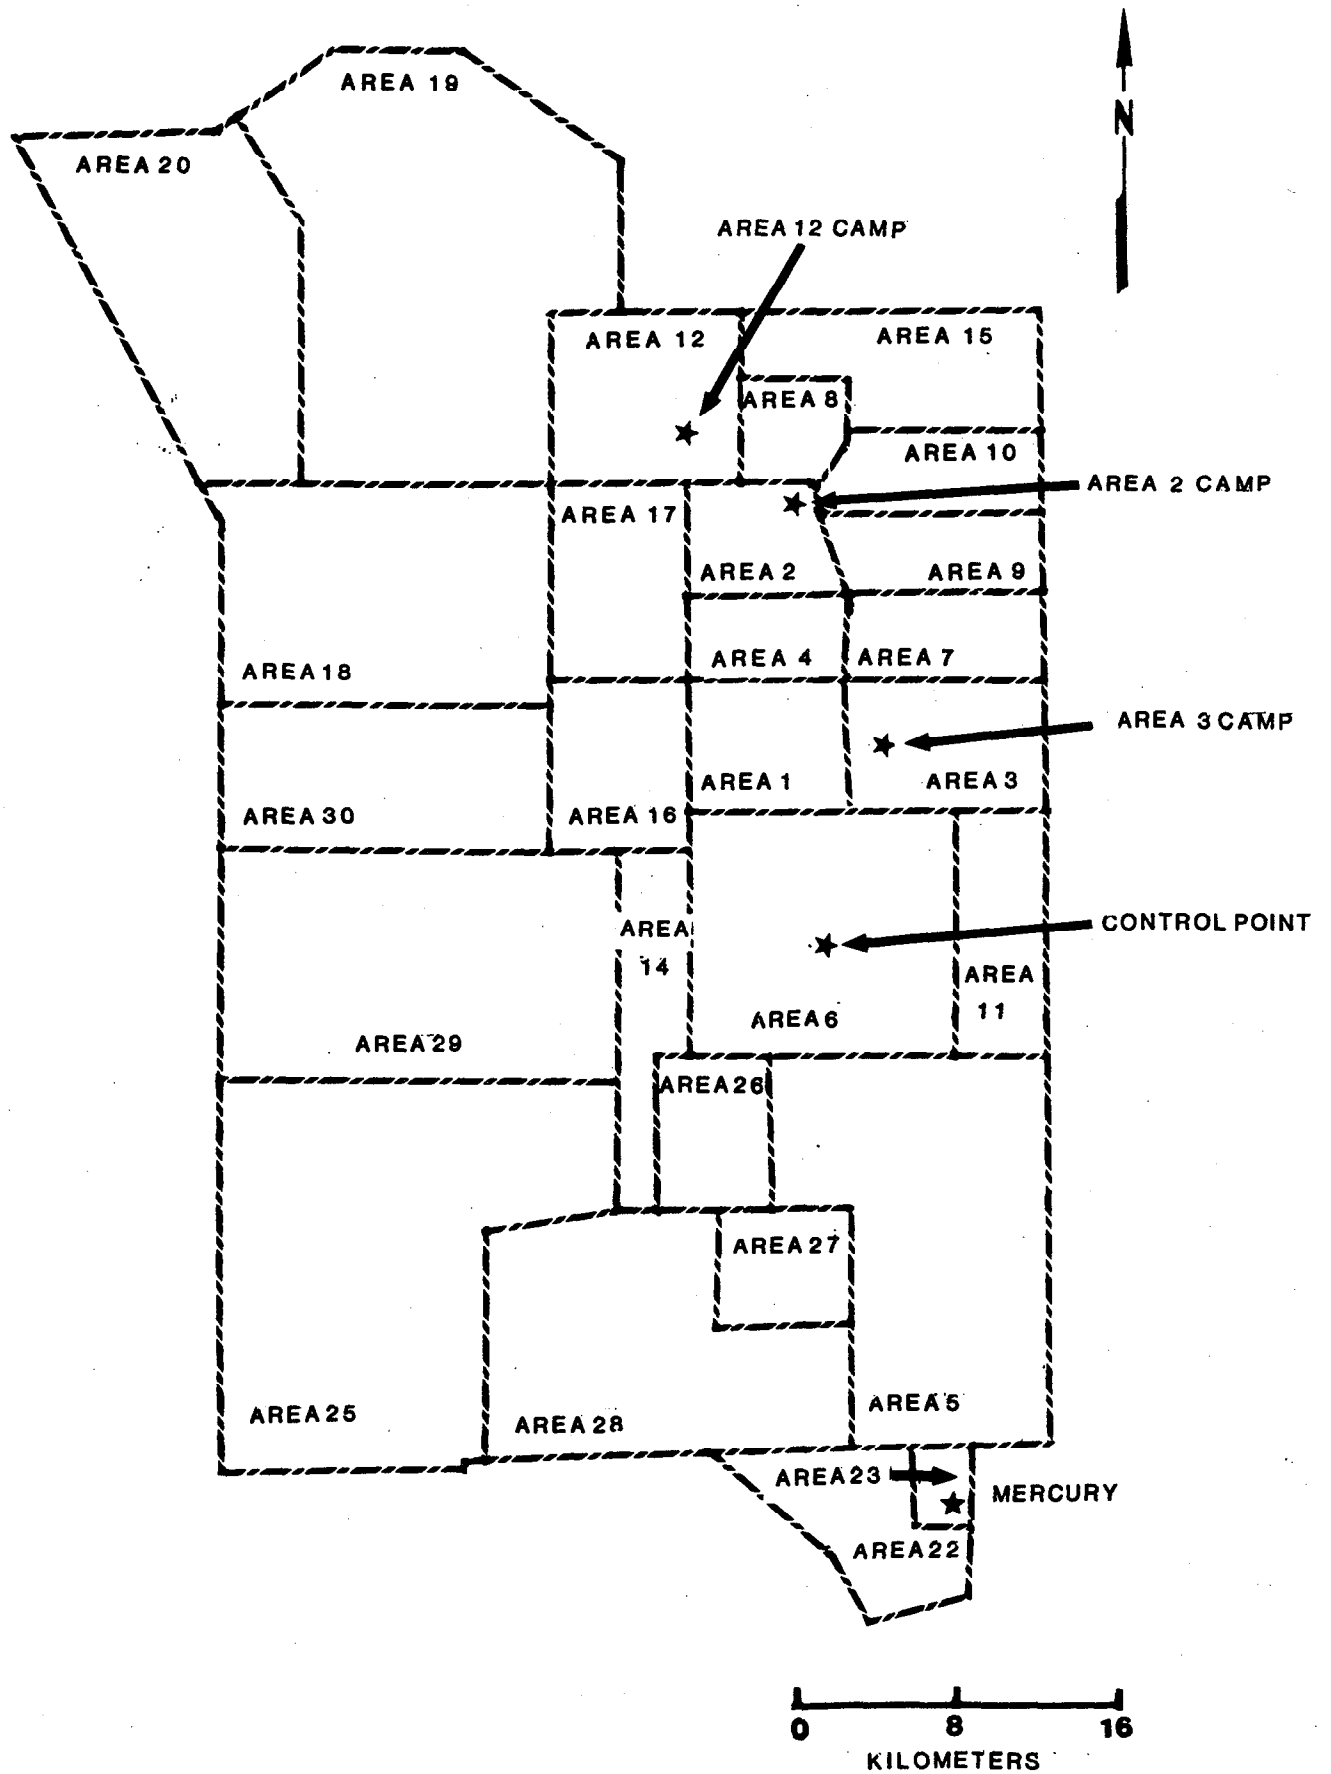 AREA 19
N
AREA 20
AREA 12 CAMP
AREA 12
AREA 15
AREA 8
AREA 10
AREA 2 CAMP
AREA 17
AREA 2
AREA 9
AREA 18
AREA 4
AREA 7
AREA 3 CAMP
AREA 1
AREA 3
AREA 30
AREA 16
CONTROL POINT
AREA
14
AREA
11
AREA 6
AREA 29
AREA 26
AREA 27
AREA 5
AREA 25
AREA 28
AREA 23
MERCURY
AREA 22
0 8 16
KILOMETERS